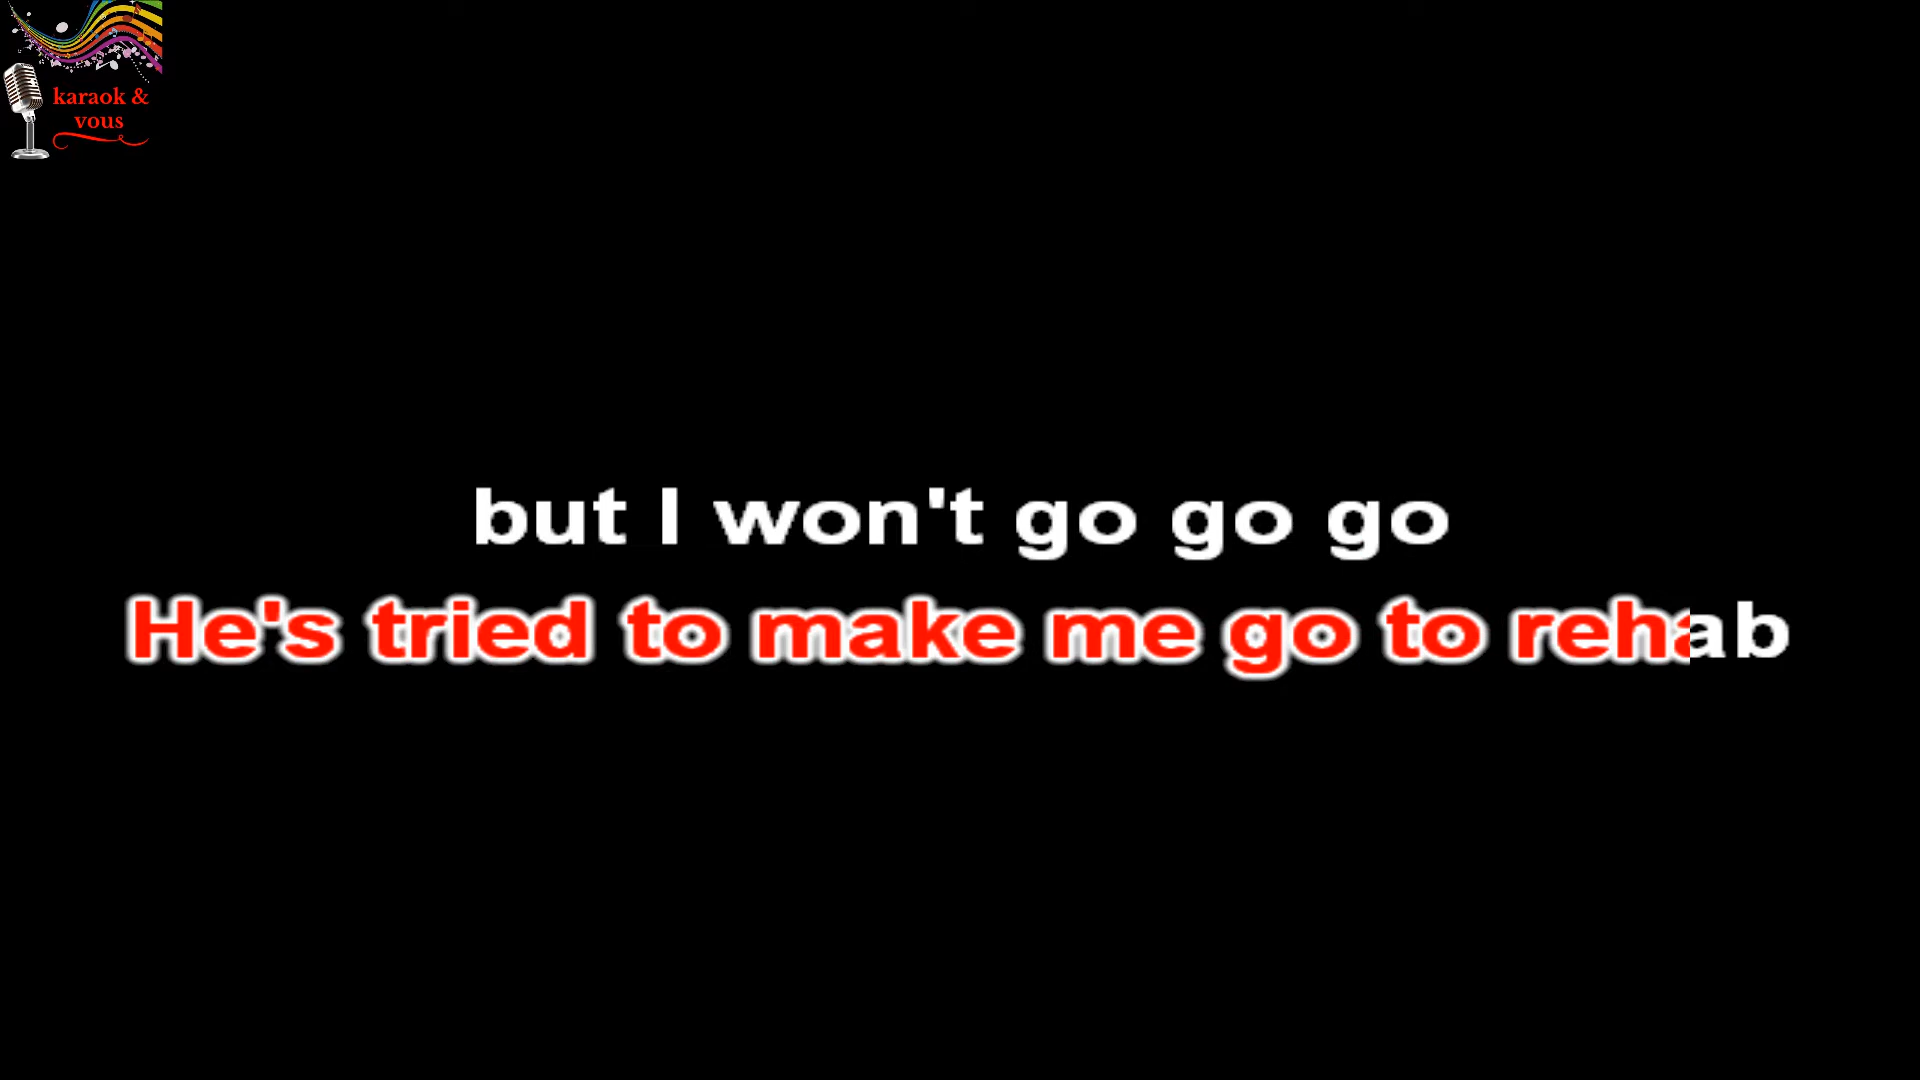 karaok &
vous
but I won't go go go
He's tried to make me go to rehab